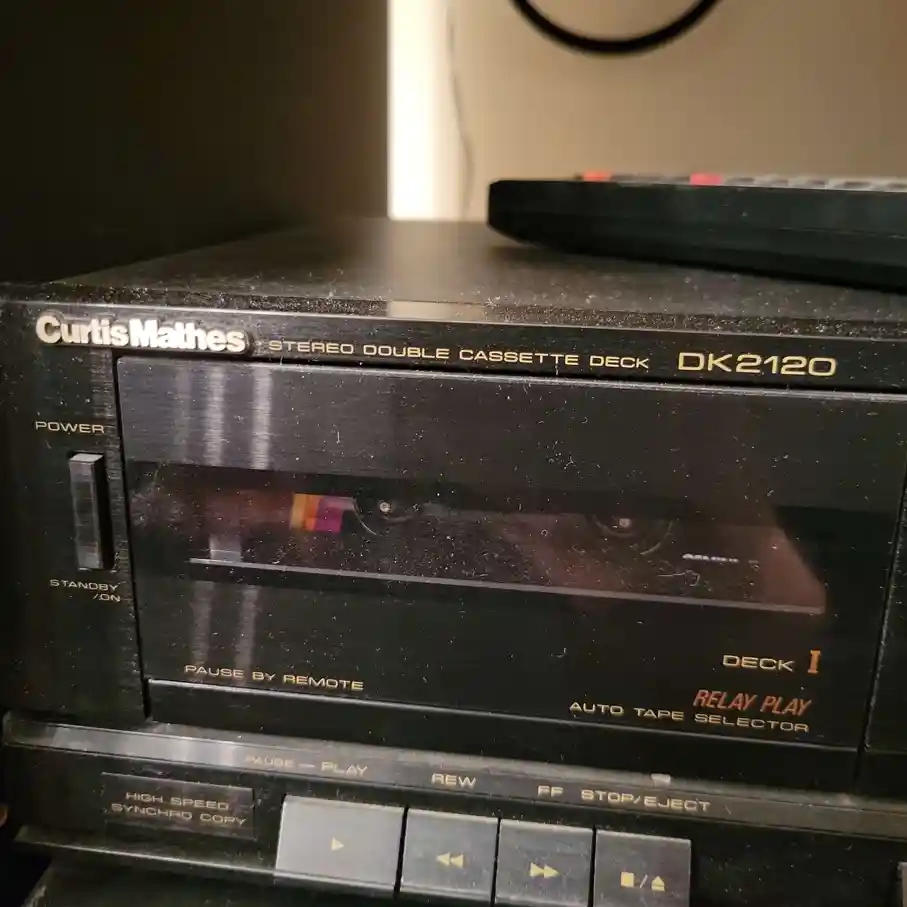 CurtisMathes STEREO DOUBLE CASSETTE DECK DK2120
POWER
STANDBY
/ON
DECK I
PAUSE BY REMOTE
RELAY PLAY
AUTO TAPE SELECTOR
PAUSE — PLAY REW FF STOP/EJECT
HIGH SPEED
SYNCHRO COPY